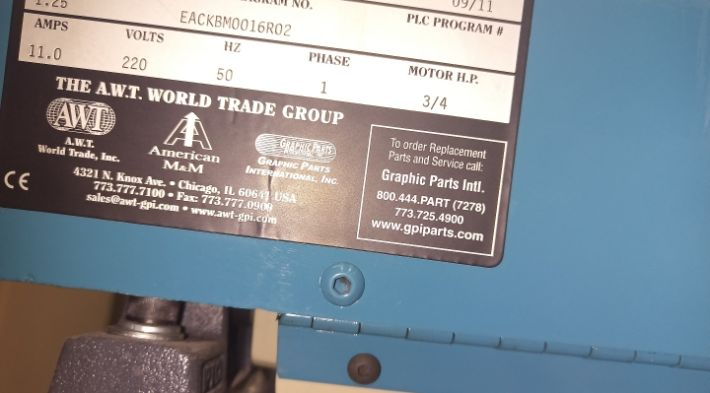 1.25
09/11
EACKBM0016R02
PLC PROGRAM #
AMPS VOLTS HZ PHASE MOTOR H.P.
11.0 220 50 1 3/4
THE A.W.T. WORLD TRADE GROUP
AWT
A.W.T.
World Trade, Inc.
American
M&M
GRAPHIC PARTS
GRAPHIC PARTS
INTERNATIONAL, INC.
4321 N. Knox Ave. • Chicago, IL 60641 USA
773.777.7100 • Fax: 773.777.0909
sales@awt-gpi.com • www.awt-gpi.com
CE
To order Replacement
Parts and Service call:
Graphic Parts Intl.
800.444.PART (7278)
773.725.4900
www.gpiparts.com